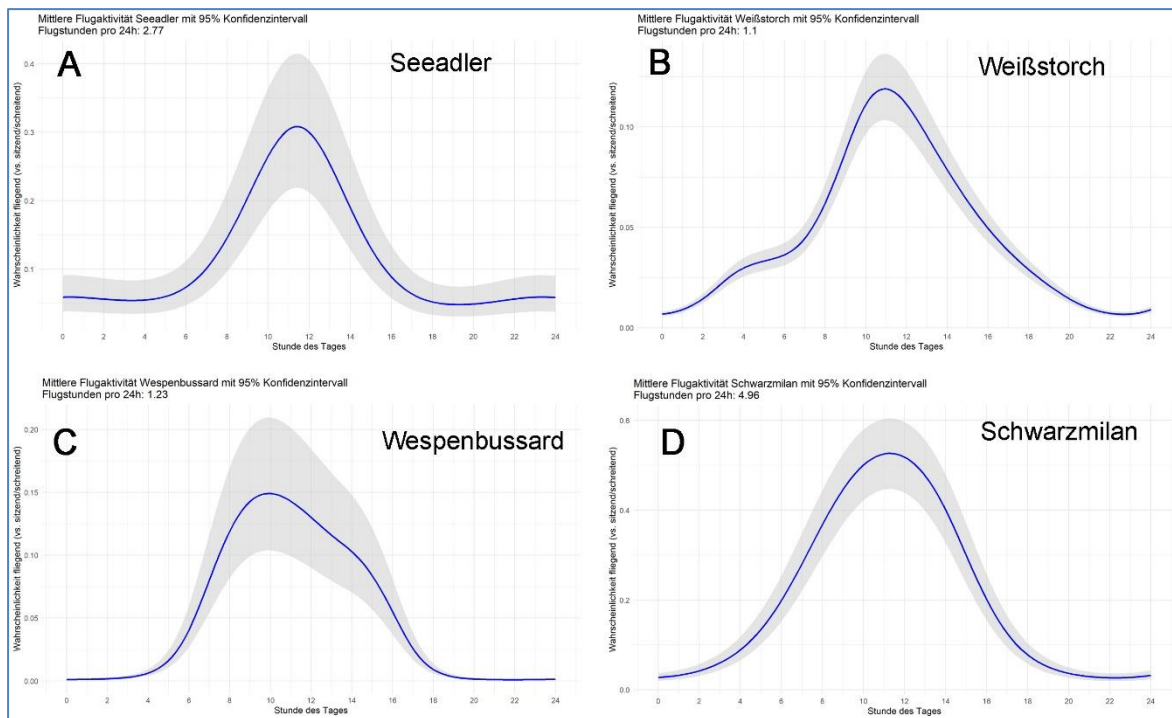 Mittlere Flugaktivität Seeadler mit 95% Konfidenzintervall
Flugstunden pro 24h: 2.77
A
Seeadler
Wahrscheinlichkeit fliegend (vs. sitzend/schreitend)
0.4
0.3
0.2
0.1
0 2 4 6 8 10 12 14 16 18 20 22 24
Stunde des Tages
Mittlere Flugaktivität Weißstorch mit 95% Konfidenzintervall
Flugstunden pro 24h: 1.1
B
Weißstorch
Wahrscheinlichkeit fliegend (vs. sitzend/schreitend)
0.10
0.05
0.00
0 2 4 6 8 10 12 14 16 18 20 22 24
Stunde des Tages
Mittlere Flugaktivität Wespenbussard mit 95% Konfidenzintervall
Flugstunden pro 24h: 1.23
C
Wespenbussard
Wahrscheinlichkeit fliegend (vs. sitzend/schreitend)
0.20
0.15
0.10
0.05
0.00
0 2 4 6 8 10 12 14 16 18 20 22 24
Stunde des Tages
Mittlere Flugaktivität Schwarzmilan mit 95% Konfidenzintervall
Flugstunden pro 24h: 4.96
D
Schwarzmilan
Wahrscheinlichkeit fliegend (vs. sitzend/schreitend)
0.6
0.4
0.2
0.0
0 2 4 6 8 10 12 14 16 18 20 22 24
Stunde des Tages